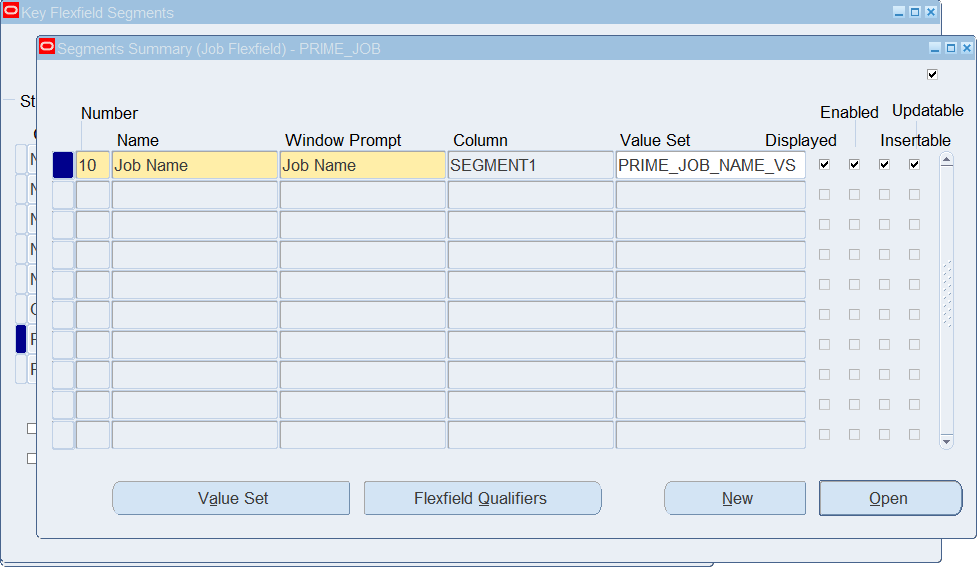 Key Flexfield Segments
Segments Summary (Job Flexfield) - PRIME_JOB
St
Number
Enabled
Updatable
Name
Window Prompt
Column
Value Set
Displayed
Insertable
10
Job Name
Job Name
SEGMENT1
PRIME_JOB_NAME_VS
Value Set
Flexfield Qualifiers
New
Open